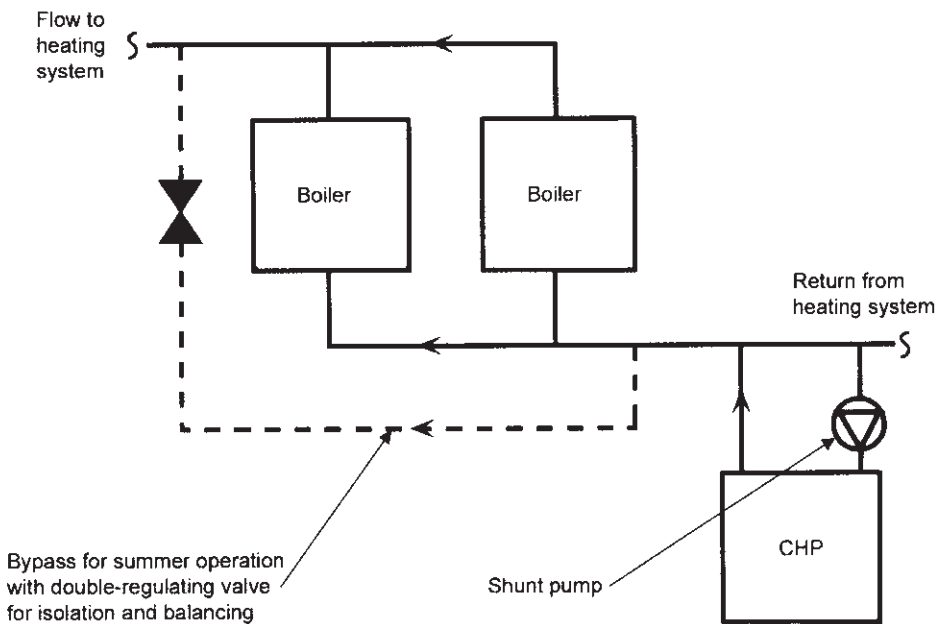 Flow to
heating
system
Boiler
Boiler
Return from
heating system
CHP
Shunt pump
Bypass for summer operation
with double-regulating valve
for isolation and balancing